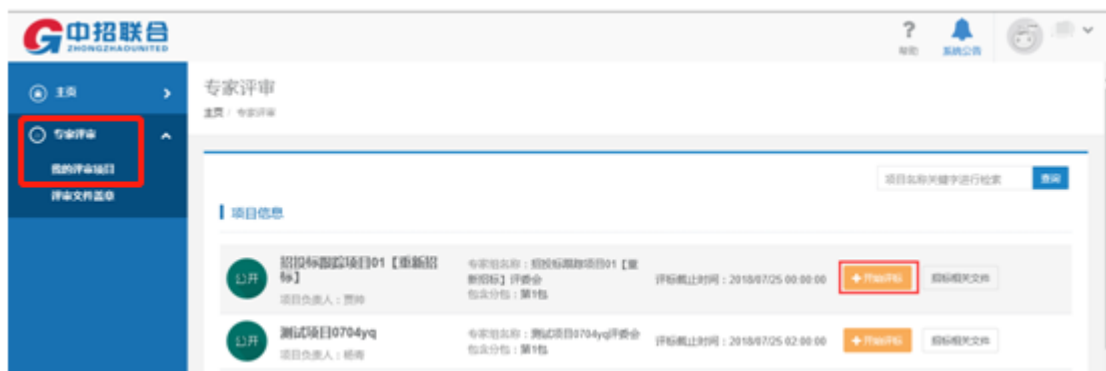 中招联合
ZHONGZHAOUNITED
?
帮助
系统公告
主页
专家评审
我的评审项目
评审文件盖章
专家评审
主页 / 专家评审
项目名称关键字进行检索
查询
项目信息
公开
招投标跟踪项目01【重新招
标】
项目负责人：贾帅
专家组名称：招投标跟踪项目01【重
新招标】评委会
包含分包：第1包
评标截止时间：2018/07/25 00:00:00
+开始评标
招标相关文件
公开
测试项目0704yq
项目负责人：杨青
专家组名称：测试项目0704yq评委会
包含分包：第1包
评标截止时间：2018/07/25 02:00:00
+开始评标
招标相关文件